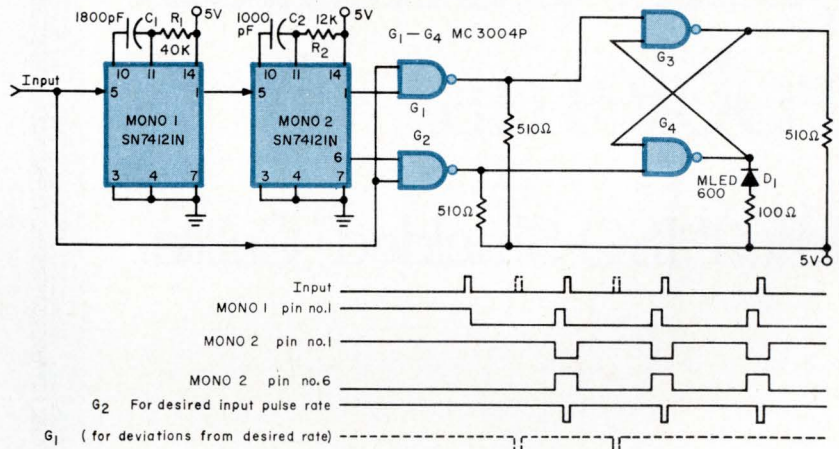 1800pF C₁ R₁ 5V
40K
1000 pF C₂ 12K 5V
R₂
G₁—G₄ MC3004P
10 11 14
10 11 14
Input
5 1
MONO 1
SN74121N
3 4 7
5 1
MONO 2
SN74121N
6
3 4 7
G₁
G₂
G₃
G₄
510Ω
510Ω
510Ω
MLED 600
D₁
100Ω
5V
Input
MONO 1 pin no.1
MONO 2 pin no.1
MONO 2 pin no.6
G₂ For desired input pulse rate
G₁ (for deviations from desired rate)